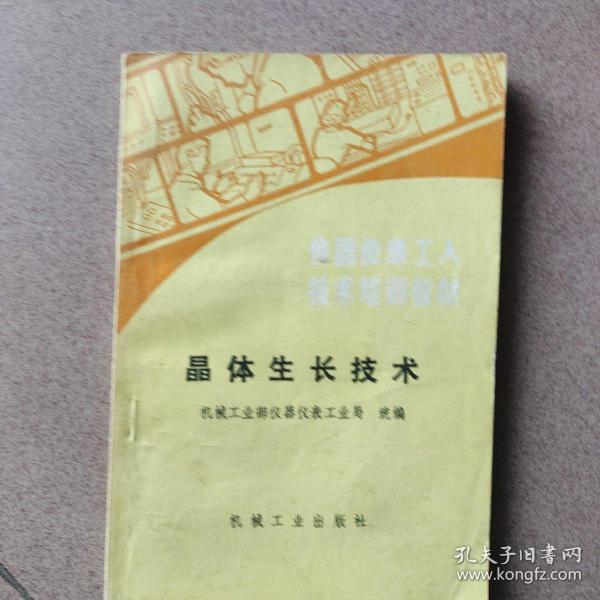 仪器仪表工人
技术培训教材
晶体生长技术
机械工业部仪器仪表工业局 统编
机械工业出版社
孔夫子旧书网
www.kongfz.com